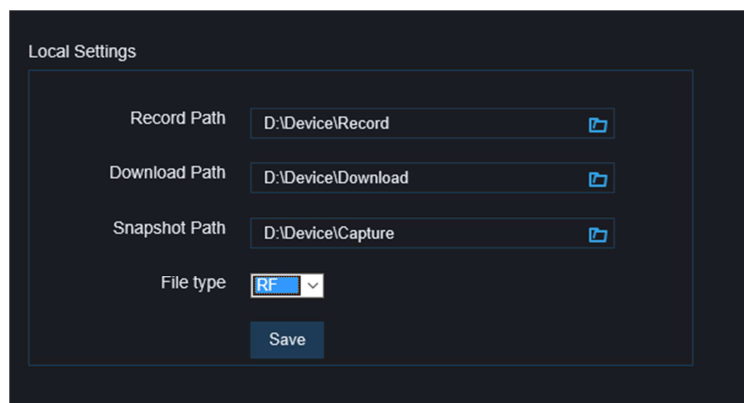 Local Settings
Record Path D:\Device\Record
Download Path D:\Device\Download
Snapshot Path D:\Device\Capture
File type RF
Save